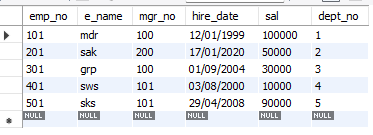 emp_no e_name mgr_no hire_date sal dept_no
101 mdr 100 12/01/1999 100000 1
201 sak 200 17/01/2020 50000 2
301 grp 100 01/09/2004 30000 3
401 sws 101 03/08/2000 10000 4
501 sks 101 29/04/2008 90000 5
NULL NULL NULL NULL NULL NULL